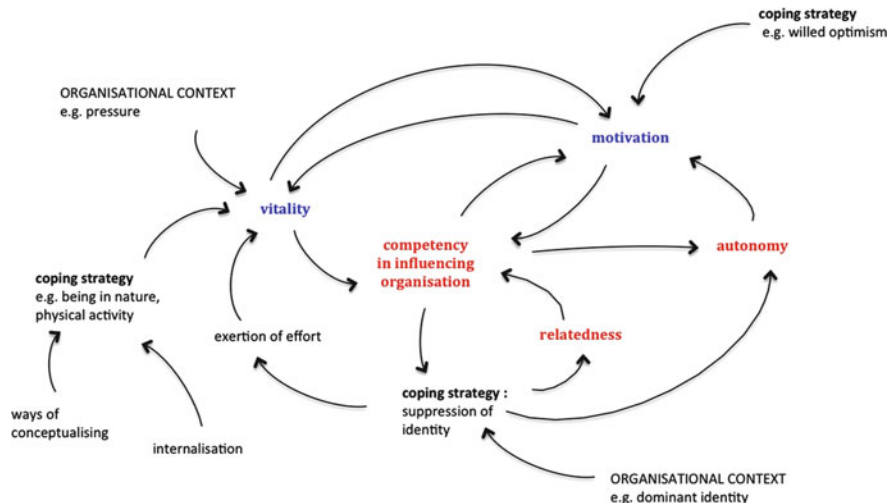 coping strategy
e.g. willed optimism
ORGANISATIONAL CONTEXT
e.g. pressure
motivation
vitality
competency
in influencing
organisation
autonomy
coping strategy
e.g. being in nature,
physical activity
exertion of effort
relatedness
coping strategy :
suppression of
identity
ways of
conceptualising
internalisation
ORGANISATIONAL CONTEXT
e.g. dominant identity